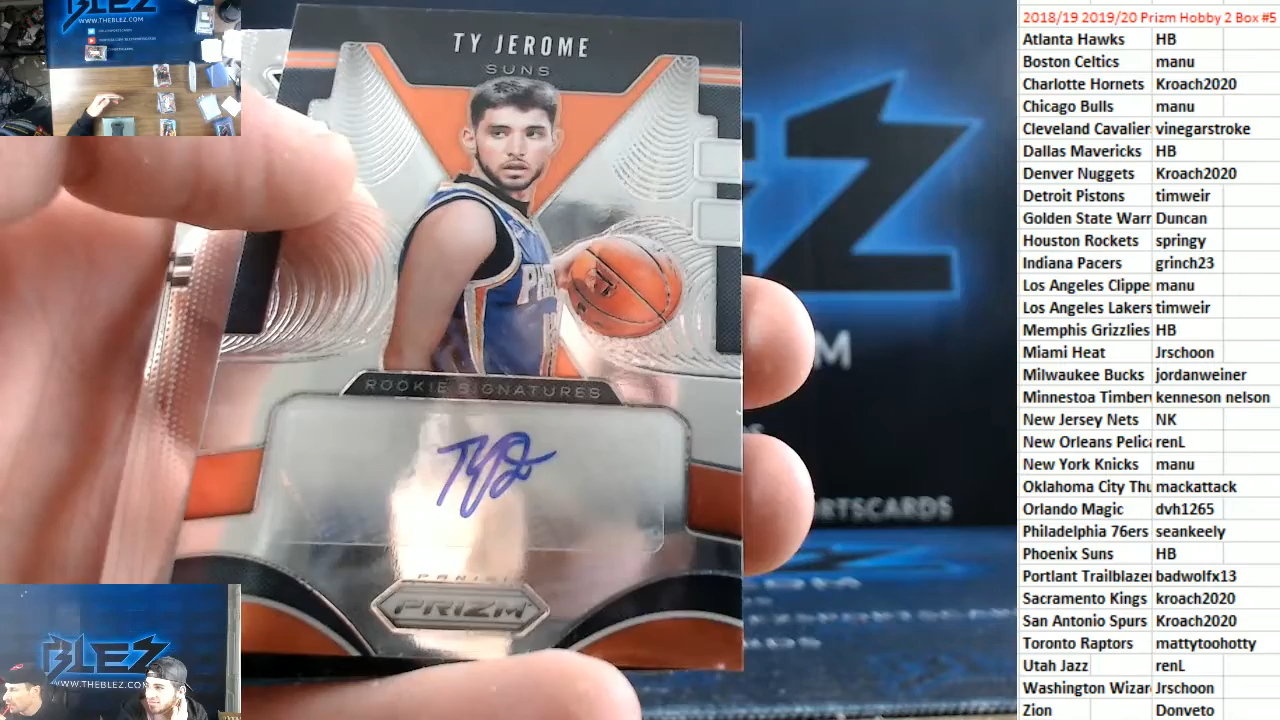 BLEZ
WWW.THEBLEZ.COM
TY JEROME
SUNS
ROOKIE SIGNATURES
PANINI
PRIZM
RTSCARDS
BLEZ
WWW.THEBLEZ.COM
2018/19 2019/20 Prizm Hobby 2 Box #5
Atlanta Hawks HB
Boston Celtics manu
Charlotte Hornets Kroach2020
Chicago Bulls manu
Cleveland Cavalier vinegarstroke
Dallas Mavericks HB
Denver Nuggets Kroach2020
Detroit Pistons timweir
Golden State Warr Duncan
Houston Rockets springy
Indiana Pacers grinch23
Los Angeles Clippe manu
Los Angeles Lakers timweir
Memphis Grizzlies HB
Miami Heat Jrschoon
Milwaukee Bucks jordanweiner
Minnestoa Timber kenneson nelson
New Jersey Nets NK
New Orleans Pelic renL
New York Knicks manu
Oklahoma City Thu mackattack
Orlando Magic dvh1265
Philadelphia 76ers seankeely
Phoenix Suns HB
Portlant Trailblaze badwolfx13
Sacramento Kings kroach2020
San Antonio Spurs Kroach2020
Toronto Raptors mattytoohotty
Utah Jazz renL
Washington Wizar Jrschoon
Zion Donveto